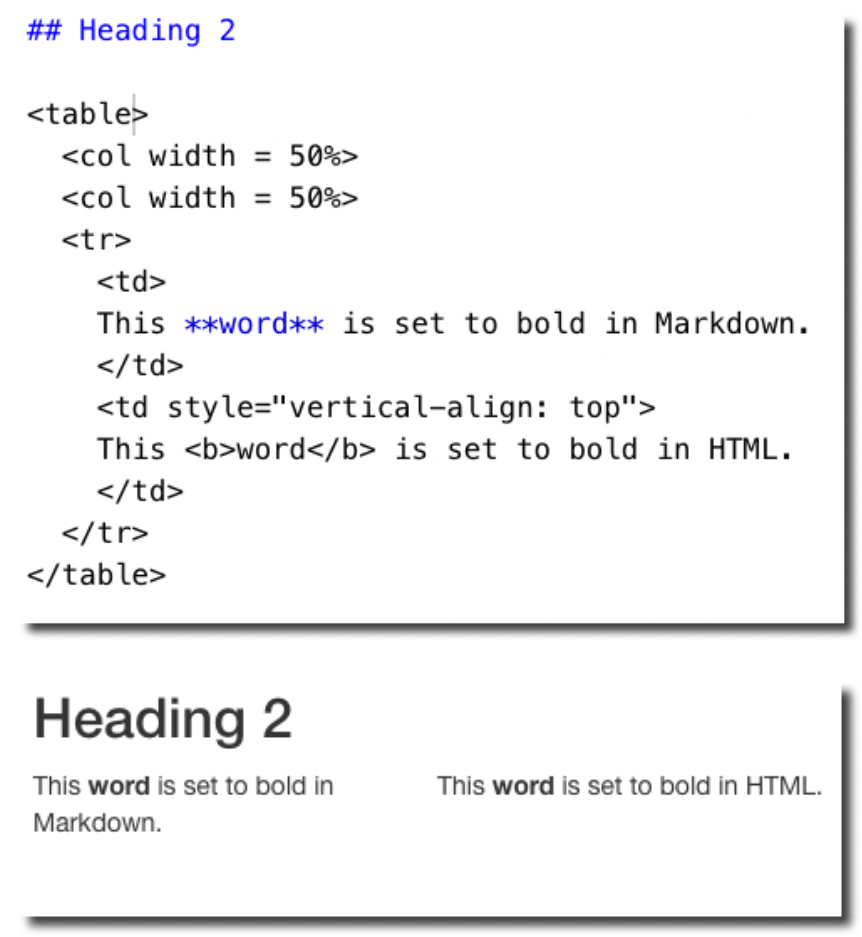 ## Heading 2
<table>
<col width = 50%>
<col width = 50%>
<tr>
<td>
This **word** is set to bold in Markdown.
</td>
<td style="vertical-align: top">
This <b>word</b> is set to bold in HTML.
</td>
</tr>
</table>
Heading 2
This word is set to bold in
Markdown.
This word is set to bold in HTML.